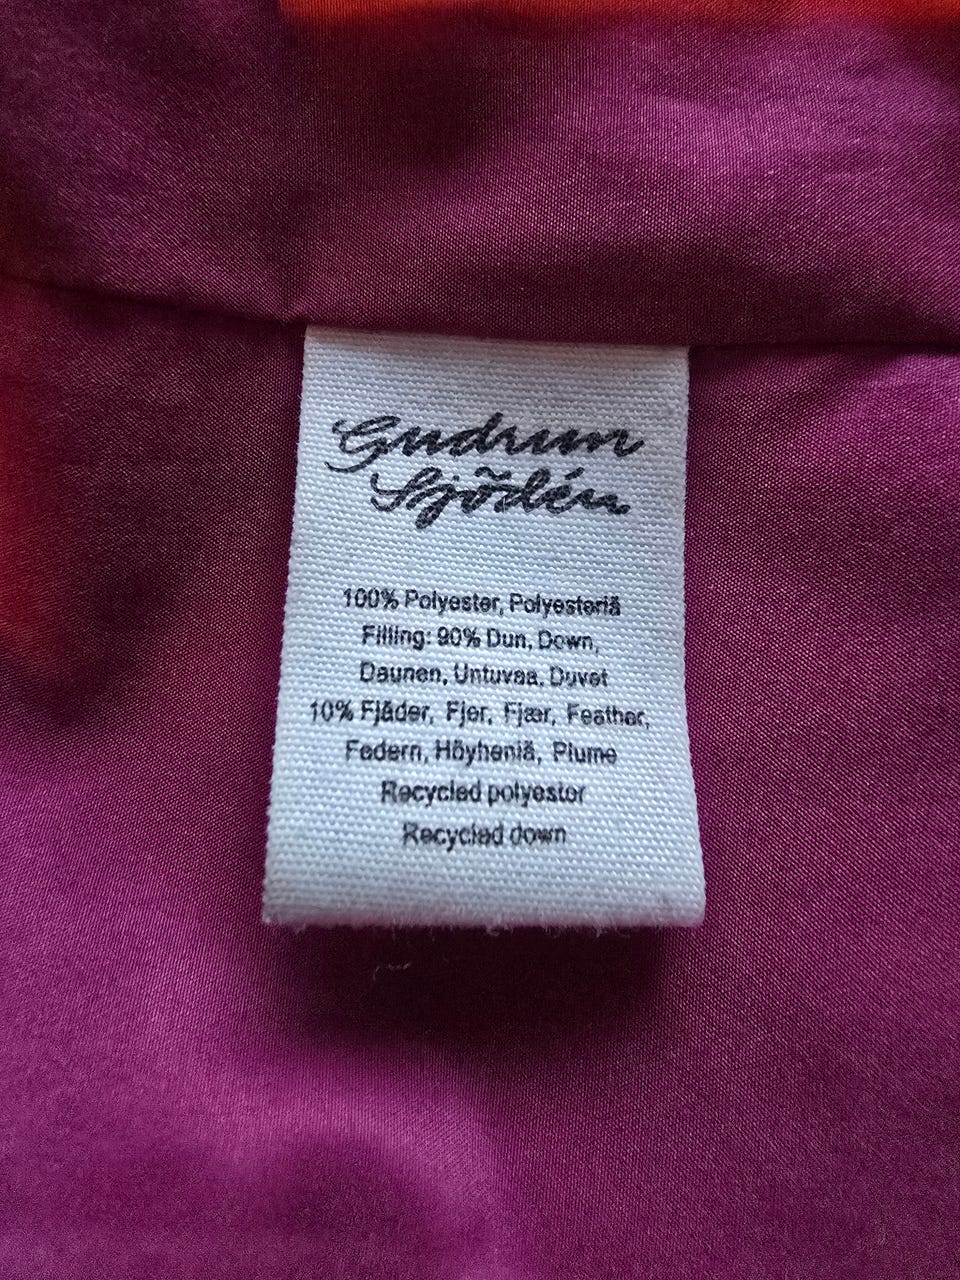 Gudrun
Sjödén
100% Polyester, Polyesteriä
Filling: 90% Dun, Down,
Daunen, Untuvaa, Duvet
10% Fjäder, Fjer, Fjær, Feather,
Federn, Höyheniä, Plume
Recycled polyester
Recycled down